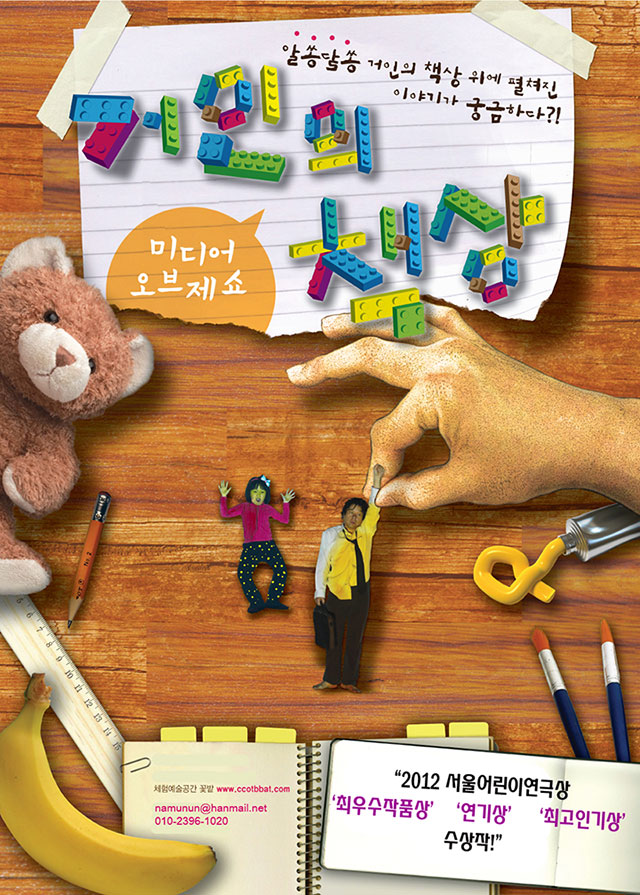 알쏭달쏭 거인의 책상 위에 펼쳐진
이야기가 궁금하다?!
거인의
책상
미디어
오브제쇼
체험예술공간 꽃밭 www.ccotbbat.com
namunun@hanmail.net
010-2396-1020
“2012 서울어린이연극상
‘최우수작품상’ ‘연기상’ ‘최고인기상’
수상작!”